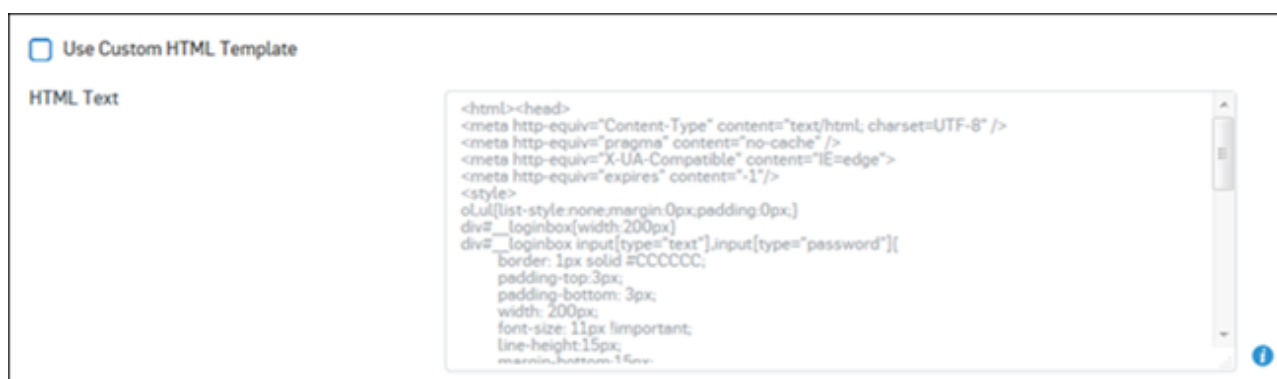 Use Custom HTML Template
HTML Text
<html><head>
<meta http-equiv="Content-Type" content="text/html; charset=UTF-8" />
<meta http-equiv="pragma" content="no-cache" />
<meta http-equiv="X-UA-Compatible" content="IE=edge">
<meta http-equiv="expires" content="-1"/>
<style>
ol,ul{list-style:none;margin:0px;padding:0px;}
div#__loginbox{width:200px}
div#__loginbox input[type="text"],input[type="password"]{
border: 1px solid #CCCCCC;
padding-top:3px;
padding-bottom: 3px;
width: 200px;
font-size: 11px !important;
line-height:15px;
margin-bottom:15px;